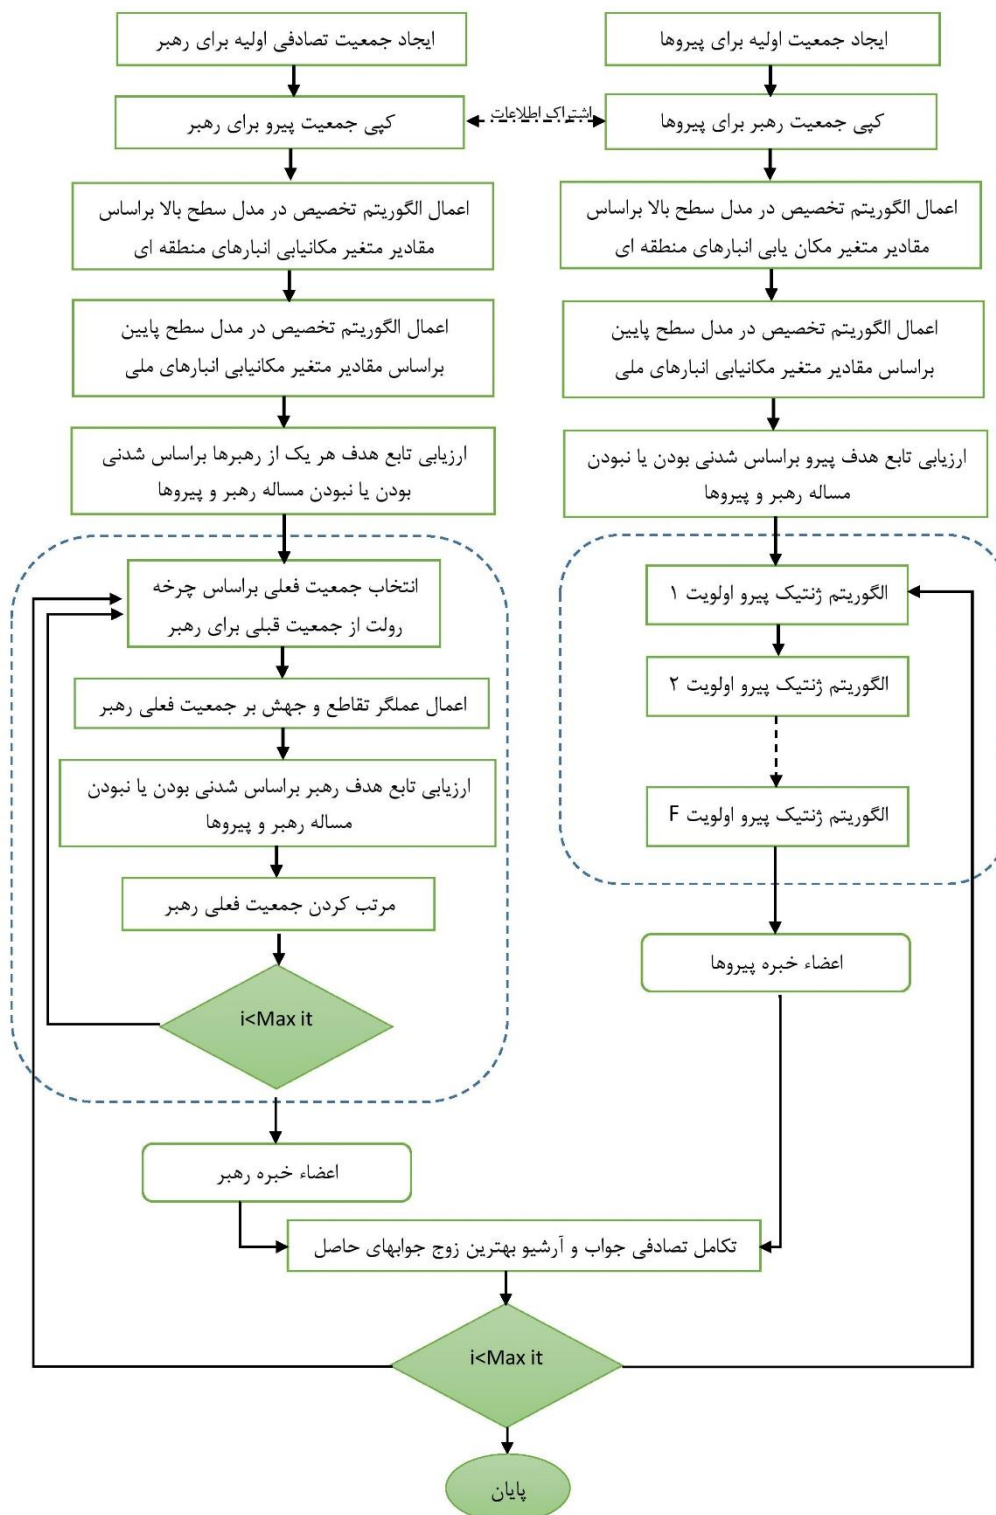 ایجاد جمعیت اولیه برای پیروها
ایجاد جمعیت تصادفی اولیه برای رهبر
کپی جمعیت رهبر برای پیروها
اشتراک اطلاعات
کپی جمعیت پیرو برای رهبر
اعمال الگوریتم تخصیص در مدل سطح بالا براساس
مقادیر متغیر مکان یابی انبارهای منطقه ای
اعمال الگوریتم تخصیص در مدل سطح بالا براساس
مقادیر متغیر مکانیابی انبارهای منطقه ای
اعمال الگوریتم تخصیص در مدل سطح پایین
براساس مقادیر متغیر مکانیابی انبارهای ملی
اعمال الگوریتم تخصیص در مدل سطح پایین
براساس مقادیر متغیر مکانیابی انبارهای ملی
ارزیابی تابع هدف پیرو براساس شدنی بودن یا نبودن
مساله رهبر و پیروها
ارزیابی تابع هدف هر یک از رهبرها براساس شدنی
بودن یا نبودن مساله رهبر و پیروها
الگوریتم ژنتیک پیرو اولویت ۱
الگوریتم ژنتیک پیرو اولویت ۲
الگوریتم ژنتیک پیرو اولویت F
اعضاء خبره پیروها
انتخاب جمعیت فعلی براساس چرخه
رولت از جمعیت قبلی برای رهبر
اعمال عملگر تقاطع و جهش بر جمعیت فعلی رهبر
ارزیابی تابع هدف رهبر براساس شدنی بودن یا نبودن
مساله رهبر و پیروها
مرتب کردن جمعیت فعلی رهبر
i<Max it
اعضاء خبره رهبر
تکامل تصادفی جواب و آرشیو بهترین زوج جوابهای حاصل
i<Max it
پایان